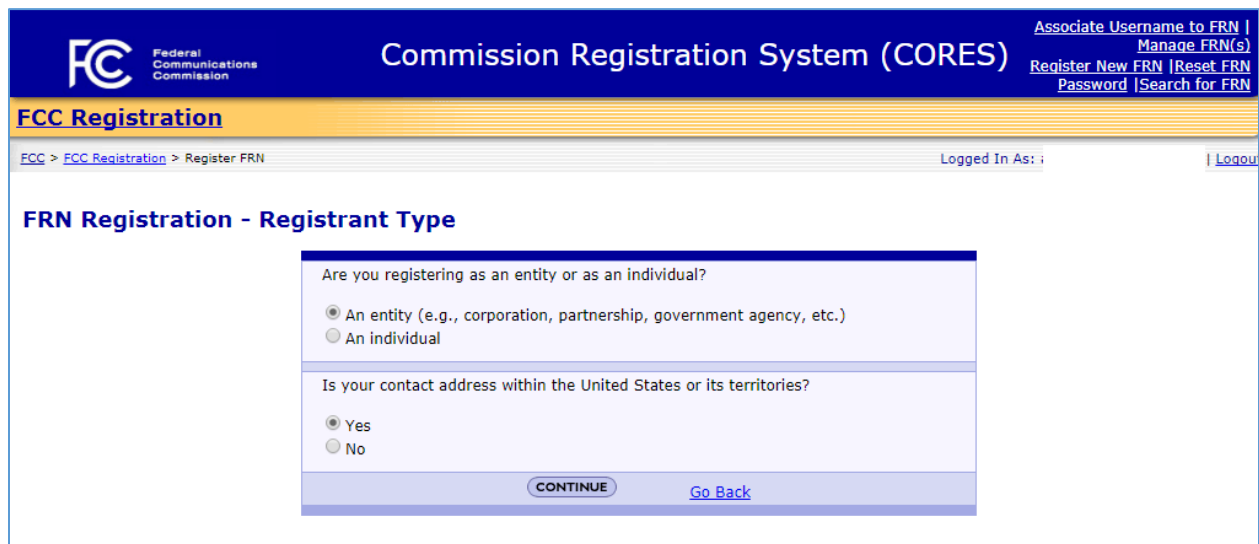 FCC
Federal
Communications
Commission
Commission Registration System (CORES)
Associate Username to FRN |
Manage FRN(s)
Register New FRN |Reset FRN
Password |Search for FRN
FCC Registration
FCC > FCC Registration > Register FRN
Logged In As:
| Logou
FRN Registration - Registrant Type
Are you registering as an entity or as an individual?
An entity (e.g., corporation, partnership, government agency, etc.)
An individual
Is your contact address within the United States or its territories?
Yes
No
CONTINUE
Go Back